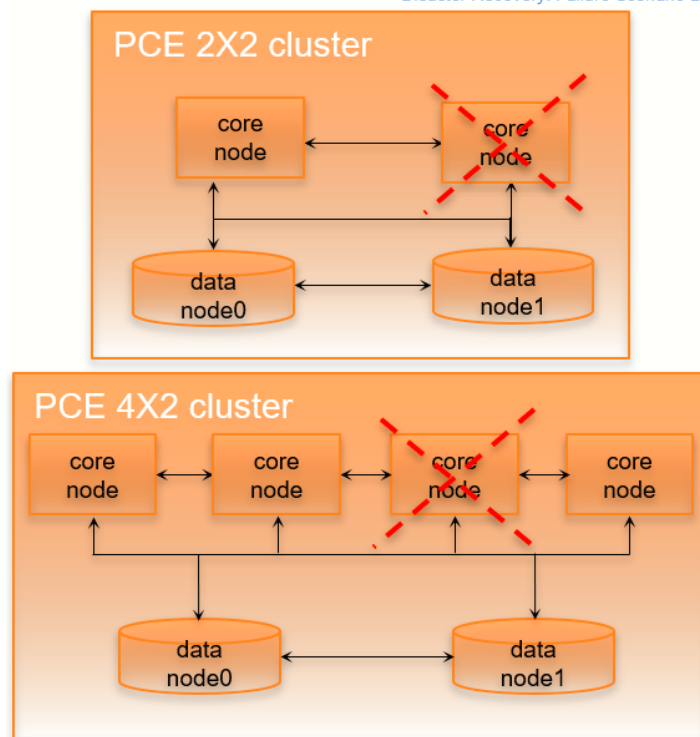 PCE 2X2 cluster
core
node
core
node
data
node0
data
node1
PCE 4X2 cluster
core
node
core
node
core
node
core
node
data
node0
data
node1